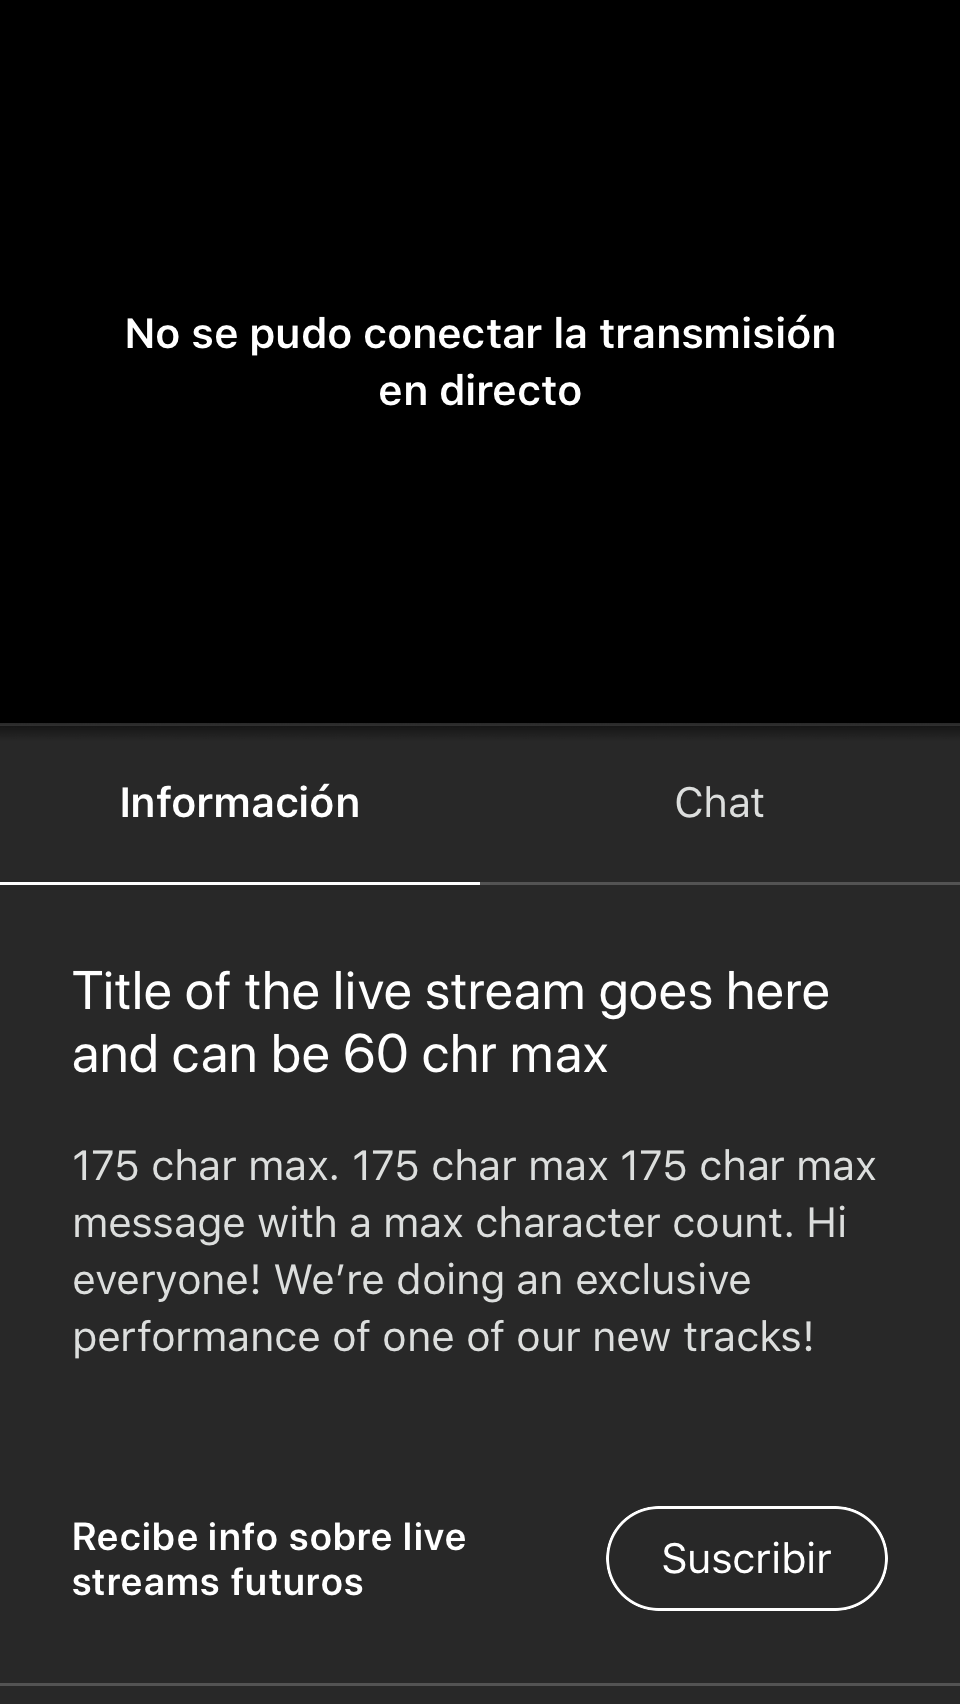 No se pudo conectar la transmisión
en directo
Información
Chat
Title of the live stream goes here
and can be 60 chr max
175 char max. 175 char max 175 char max
message with a max character count. Hi
everyone! We’re doing an exclusive
performance of one of our new tracks!
Recibe info sobre live
streams futuros
Suscribir